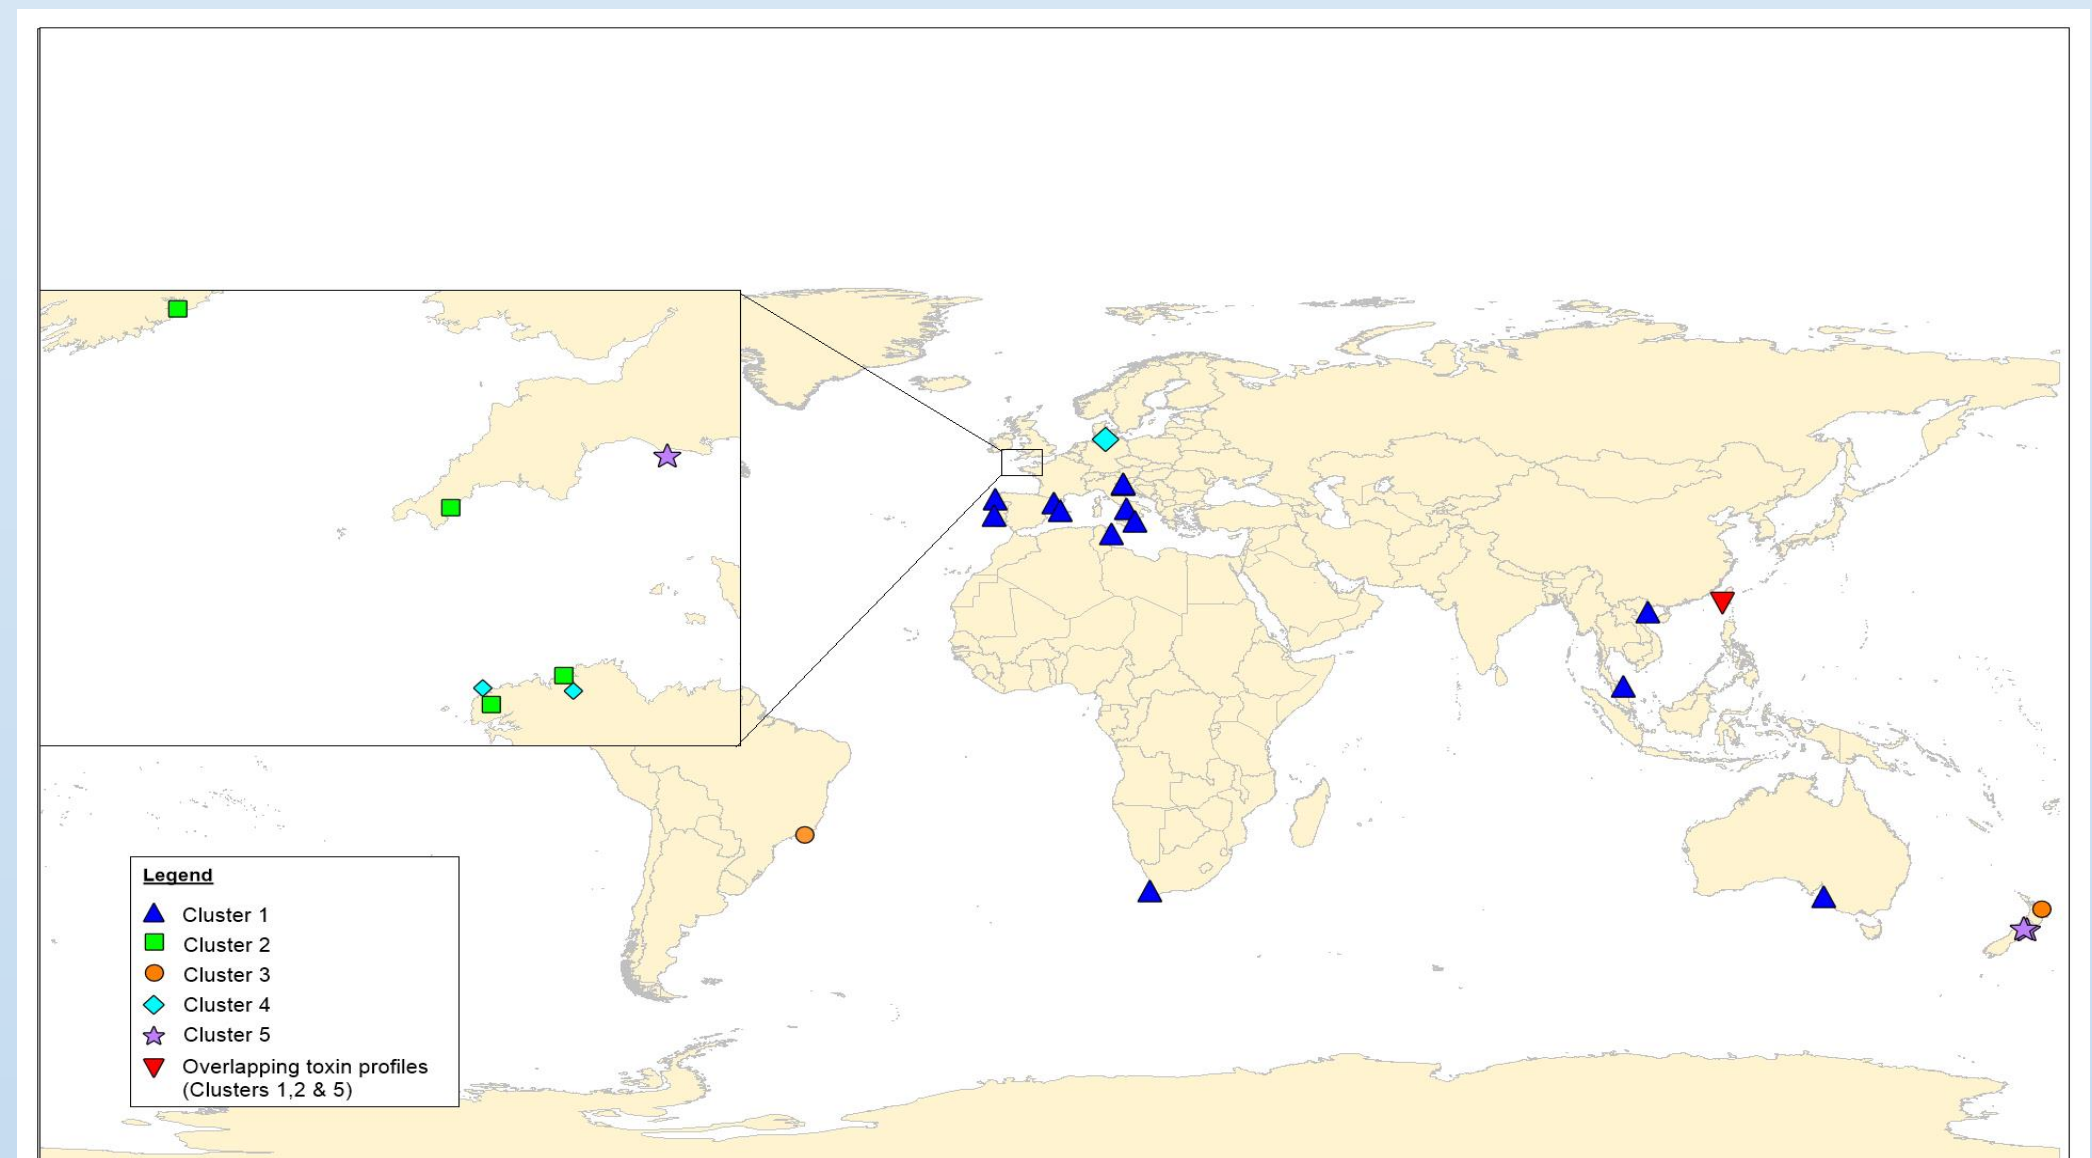 Legend
Cluster 1
Cluster 2
Cluster 3
Cluster 4
Cluster 5
Overlapping toxin profiles
(Clusters 1,2 & 5)